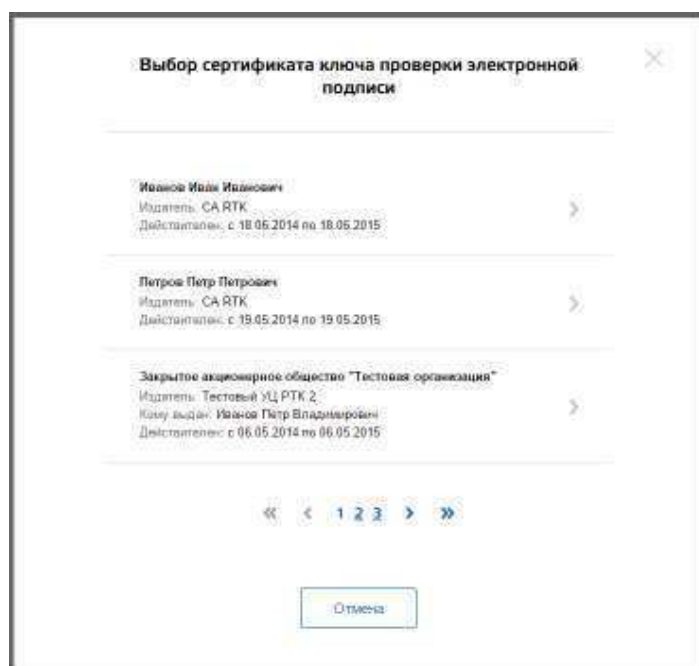 Выбор сертификата ключа проверки электронной
подписи
Иванов Иван Иванович
Издатель: CA RTK
Действителен: с 18.06.2014 по 18.06.2015
Петров Петр Петрович
Издатель: CA RTK
Действителен: с 19.05.2014 по 19.05.2015
Закрытое акционерное общество "Тестовая организация"
Издатель: Тестовый УЦ РТК 2
Кому выдан: Иванов Петр Владимирович
Действителен: с 06.05.2014 по 06.05.2015
« < 1 2 3 > »
Отмена